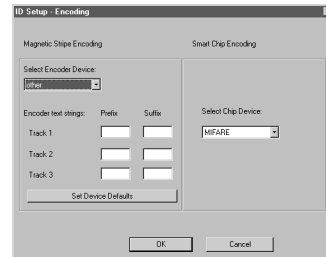 ID Setup - Encoding
Magnetic Stripe Encoding
Smart Chip Encoding
Select Encoder Device:
other
Encoder text strings: Prefix Suffix
Select Chip Device:
Track 1
MIFARE
Track 2
Track 3
Set Device Defaults
OK Cancel